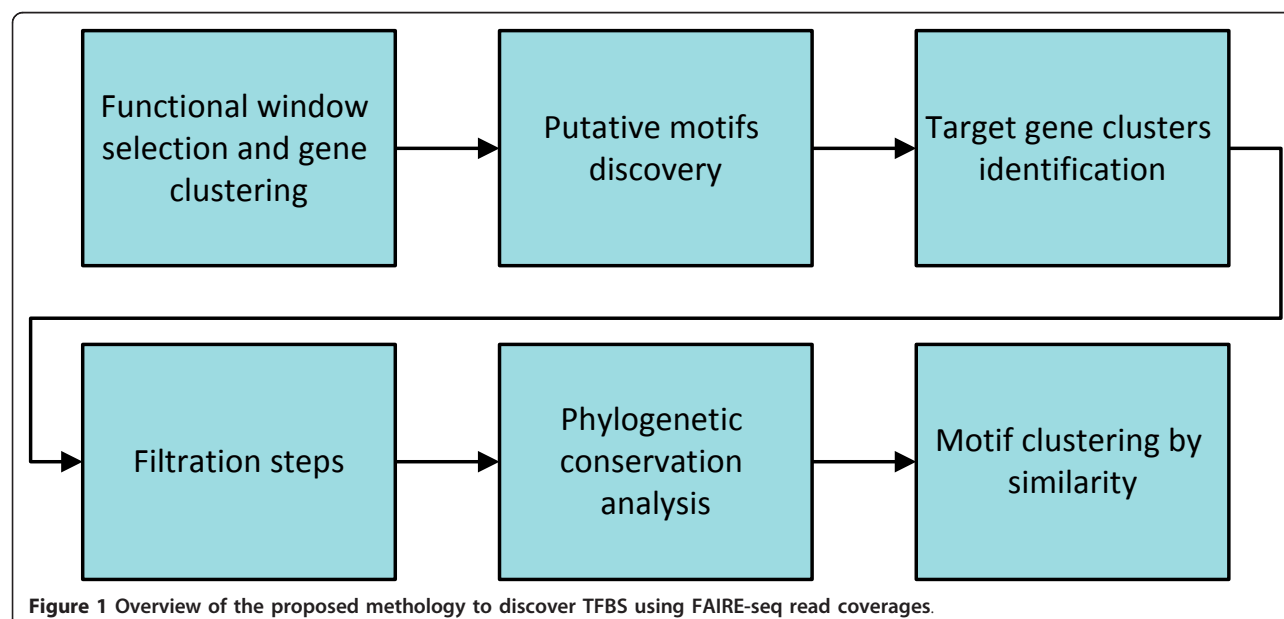 Functional window
selection and gene
clustering
Putative motifs
discovery
Target gene clusters
identification
Filtration steps
Phylogenetic
conservation
analysis
Motif clustering by
similarity
Figure 1 Overview of the proposed methology to discover TFBS using FAIRE-seq read coverages.